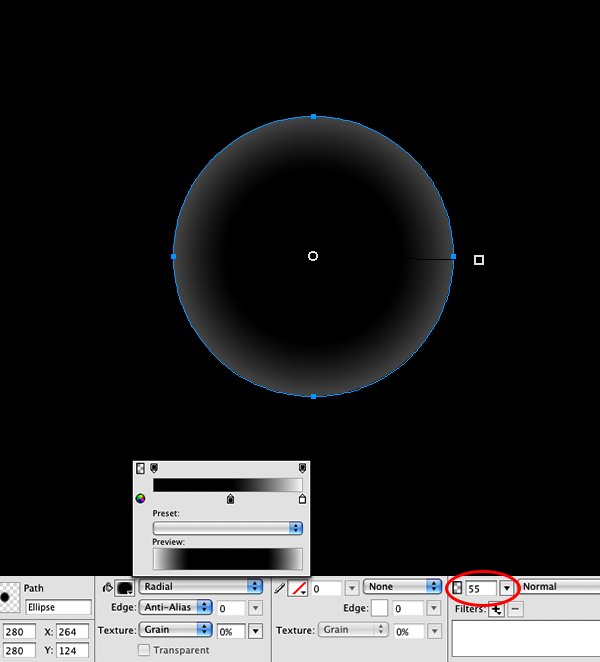 Preset:
Preview:
Path
Radial
0
None
55
Normal
Ellipse
Edge: Anti-Alias 0
Edge: 0
Filters: + −
280 X: 264
Texture: Grain 0%
Texture: Grain 0%
280 Y: 124
Transparent